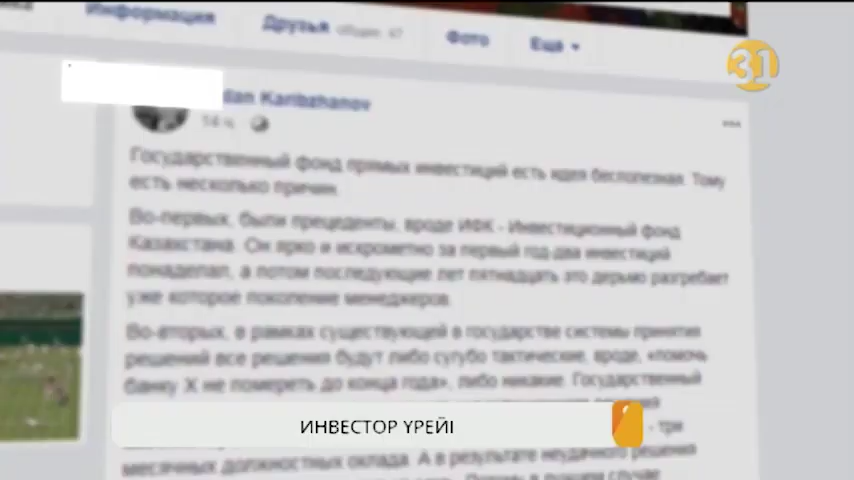 Информация
Друзья
Фото
Ещё
31
dan Karibzhanov
14 ч.
Государственный фонд прямых инвестиций есть идея бесполезная. Тому
есть несколько причин.
Во-первых, были прецеденты, вроде ИФК - Инвестиционный фонд
Казахстана. Он ярко и искрометно за первый год-два инвестиций
понаделал, а потом последующие лет пятнадцать это дерьмо разгребает
уже которое поколение менеджеров.
Во-вторых, в рамках существующей в государстве системы принятия
решений все решения будут либо сугубо тактические, вроде, «помочь
банку Х не помереть до конца года», либо никакие. Государственный
ИНВЕСТОР ҮРЕЙІ
- три
месячных должностных оклада. А в результате неудачного решения